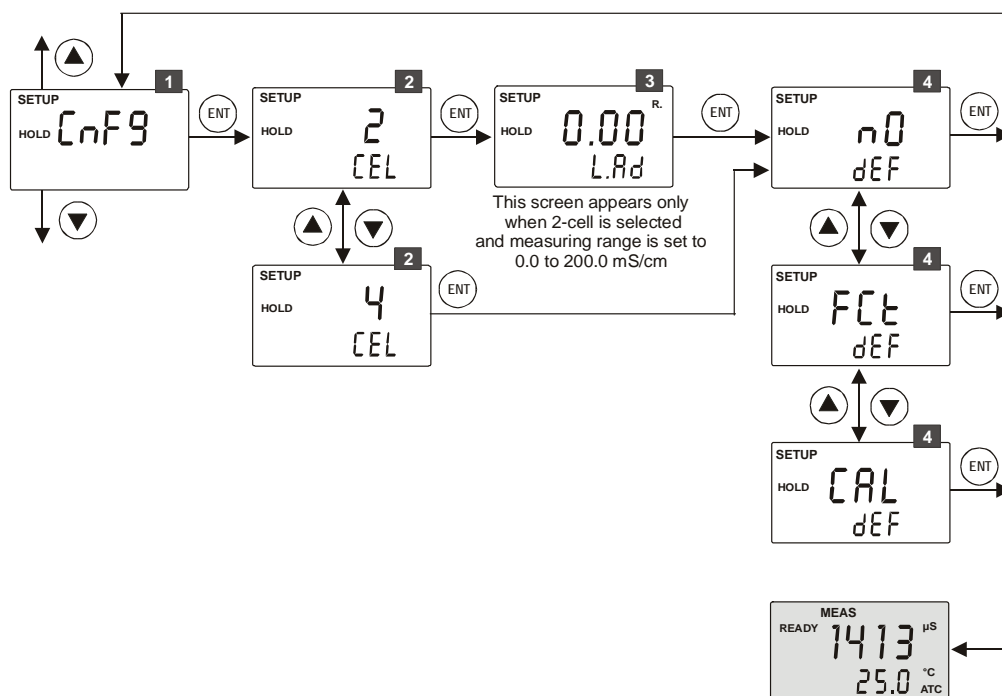 1
SETUP
HOLD CnF9
ENT
2
SETUP
HOLD 2
CEL
ENT
3
SETUP R.
HOLD 0.00
L.Ad
ENT
4
SETUP
HOLD nO
dEF
ENT
This screen appears only
when 2-cell is selected
and measuring range is set to
0.0 to 200.0 mS/cm
2
SETUP
HOLD 4
CEL
ENT
4
SETUP
HOLD FCt
dEF
ENT
4
SETUP
HOLD CAL
dEF
ENT
MEAS
READY 1413 µS
25.0 °C
ATC